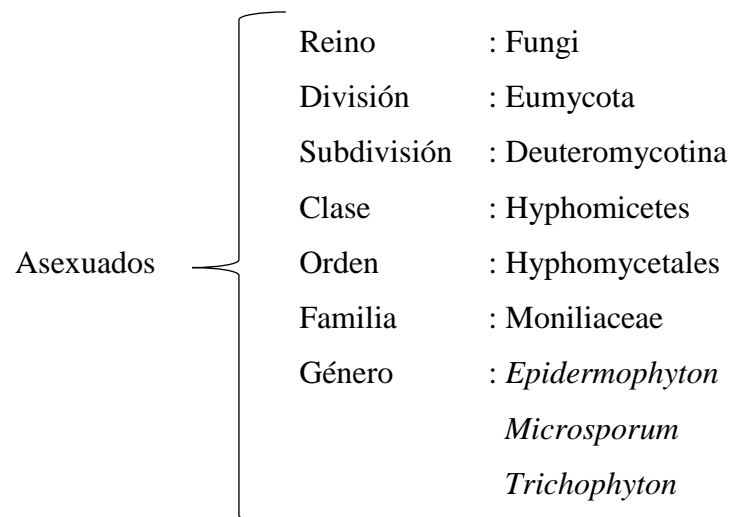 Reino : Fungi
División : Eumycota
Subdivisión : Deuteromycotina
Clase : Hyphomicetes
Asexuados Orden : Hyphomycetales
Familia : Moniliaceae
Género : Epidermophyton
Microsporum
Trichophyton